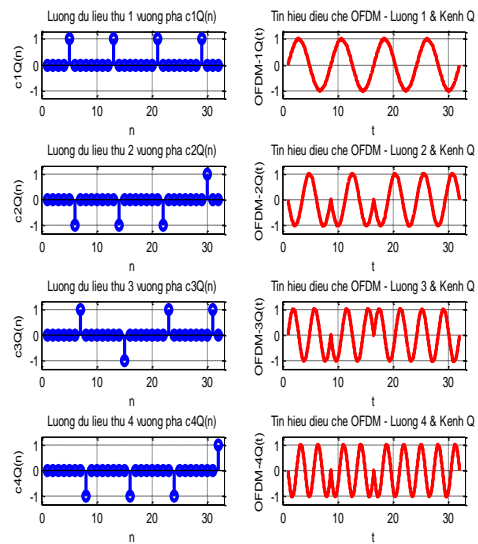 Luong du lieu thu 1 vuong pha c1Q(n)
c1Q(n)
1
0
-1
0 10 20 30
n
Tin hieu dieu che OFDM - Luong 1 & Kenh Q
OFDM-1Q(t)
1
0
-1
0 10 20 30
t
Luong du lieu thu 2 vuong pha c2Q(n)
c2Q(n)
1
0
-1
0 10 20 30
n
Tin hieu dieu che OFDM - Luong 2 & Kenh Q
OFDM-2Q(t)
1
0
-1
0 10 20 30
t
Luong du lieu thu 3 vuong pha c3Q(n)
c3Q(n)
1
0
-1
0 10 20 30
n
Tin hieu dieu che OFDM - Luong 3 & Kenh Q
OFDM-3Q(t)
1
0
-1
0 10 20 30
t
Luong du lieu thu 4 vuong pha c4Q(n)
c4Q(n)
1
0
-1
0 10 20 30
n
Tin hieu dieu che OFDM - Luong 4 & Kenh Q
OFDM-4Q(t)
1
0
-1
0 10 20 30
t